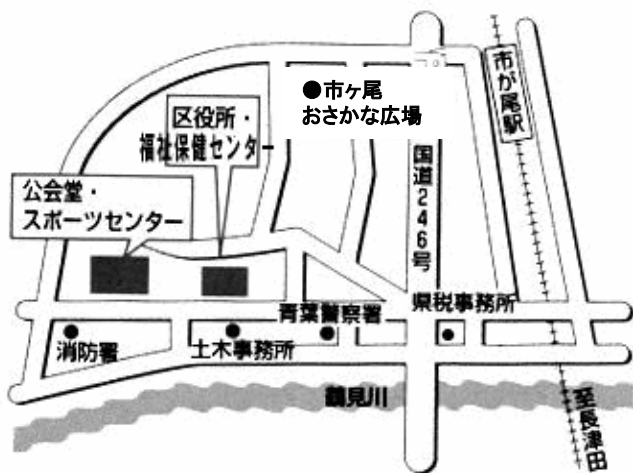 ●市ヶ尾
おさかな広場
市が尾駅
区役所・
福祉保健センター
国道246号
公会堂・
スポーツセンター
県税事務所
青葉警察署
消防署
土木事務所
鶴見川
至長津田